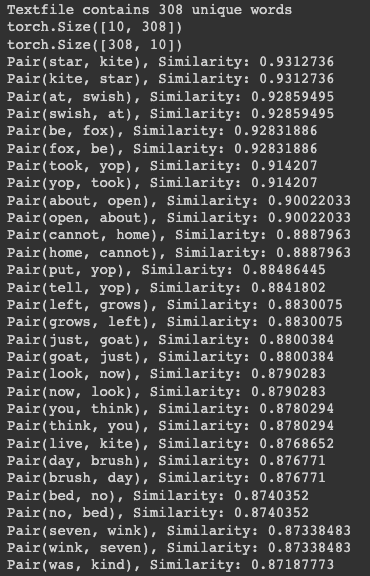 Textfile contains 308 unique words
torch.Size([10, 308])
torch.Size([308, 10])
Pair(star, kite), Similarity: 0.9312736
Pair(kite, star), Similarity: 0.9312736
Pair(at, swish), Similarity: 0.92859495
Pair(swish, at), Similarity: 0.92859495
Pair(be, fox), Similarity: 0.92831886
Pair(fox, be), Similarity: 0.92831886
Pair(took, yop), Similarity: 0.914207
Pair(yop, took), Similarity: 0.914207
Pair(about, open), Similarity: 0.90022033
Pair(open, about), Similarity: 0.90022033
Pair(cannot, home), Similarity: 0.8887963
Pair(home, cannot), Similarity: 0.8887963
Pair(put, yop), Similarity: 0.88486445
Pair(tell, yop), Similarity: 0.8841802
Pair(left, grows), Similarity: 0.8830075
Pair(grows, left), Similarity: 0.8830075
Pair(just, goat), Similarity: 0.8800384
Pair(goat, just), Similarity: 0.8800384
Pair(look, now), Similarity: 0.8790283
Pair(now, look), Similarity: 0.8790283
Pair(you, think), Similarity: 0.8780294
Pair(think, you), Similarity: 0.8780294
Pair(live, kite), Similarity: 0.8768652
Pair(day, brush), Similarity: 0.876771
Pair(brush, day), Similarity: 0.876771
Pair(bed, no), Similarity: 0.8740352
Pair(no, bed), Similarity: 0.8740352
Pair(seven, wink), Similarity: 0.87338483
Pair(wink, seven), Similarity: 0.87338483
Pair(was, kind), Similarity: 0.87187773